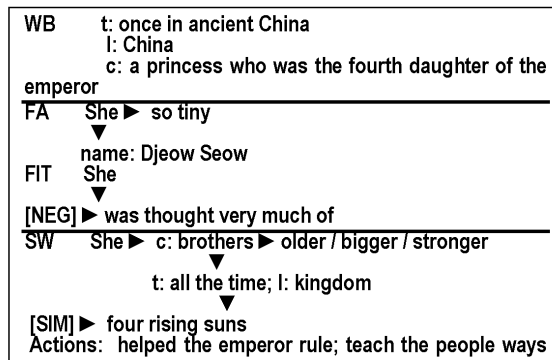 WB t: once in ancient China
l: China
c: a princess who was the fourth daughter of the
emperor
FA She ► so tiny
▼
name: Djeow Seow
FIT She
▼
[NEG] ► was thought very much of
SW She ► c: brothers ► older / bigger / stronger
▼
t: all the time; l: kingdom
▼
[SIM] ► four rising suns
Actions: helped the emperor rule; teach the people ways